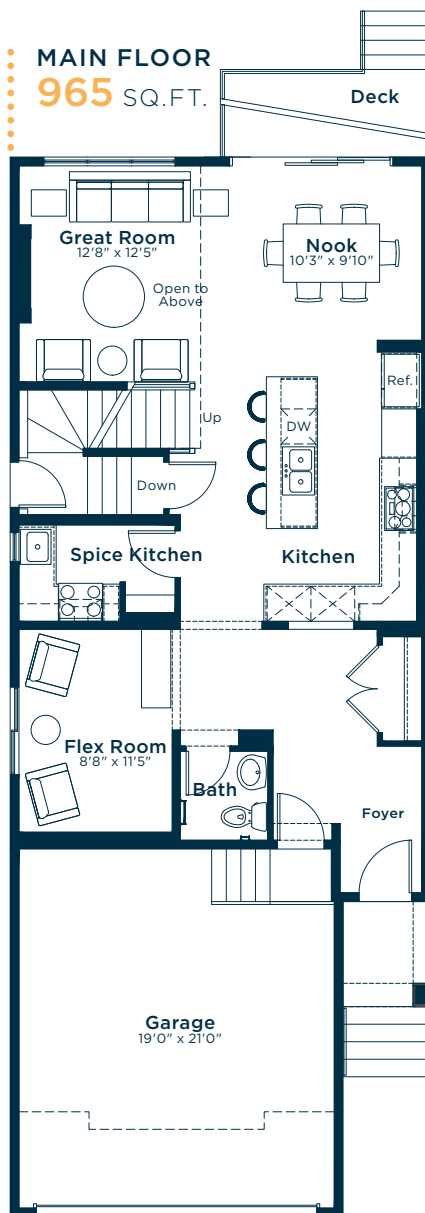 MAIN FLOOR
965 SQ.FT.
Deck
Great Room
12'8" x 12'5"
Nook
10'3" x 9'10"
Open to
Above
Ref.
Up
DW
Down
Spice Kitchen
Kitchen
Flex Room
8'8" x 11'5"
Bath
Foyer
Garage
19'0" x 21'0"